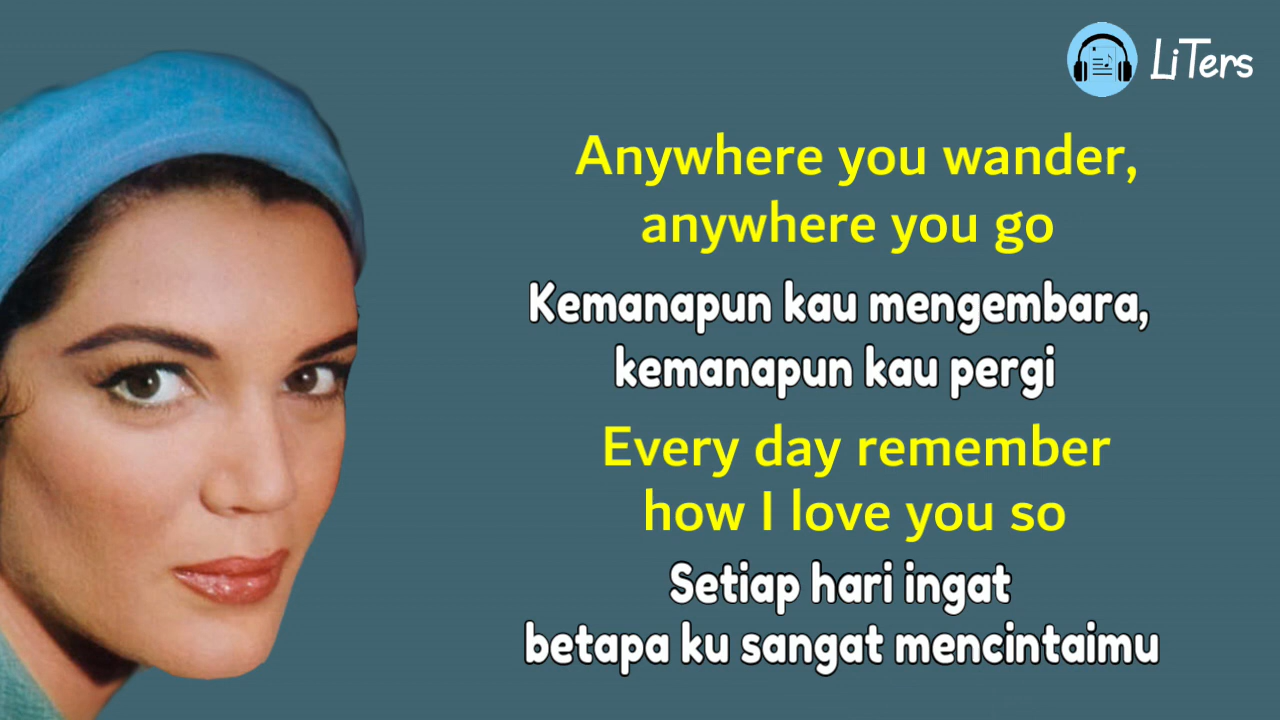 LiTers
Anywhere you wander,
anywhere you go
Kemanapun kau mengembara,
kemanapun kau pergi
Every day remember
how I love you so
Setiap hari ingat
betapa ku sangat mencintaimu